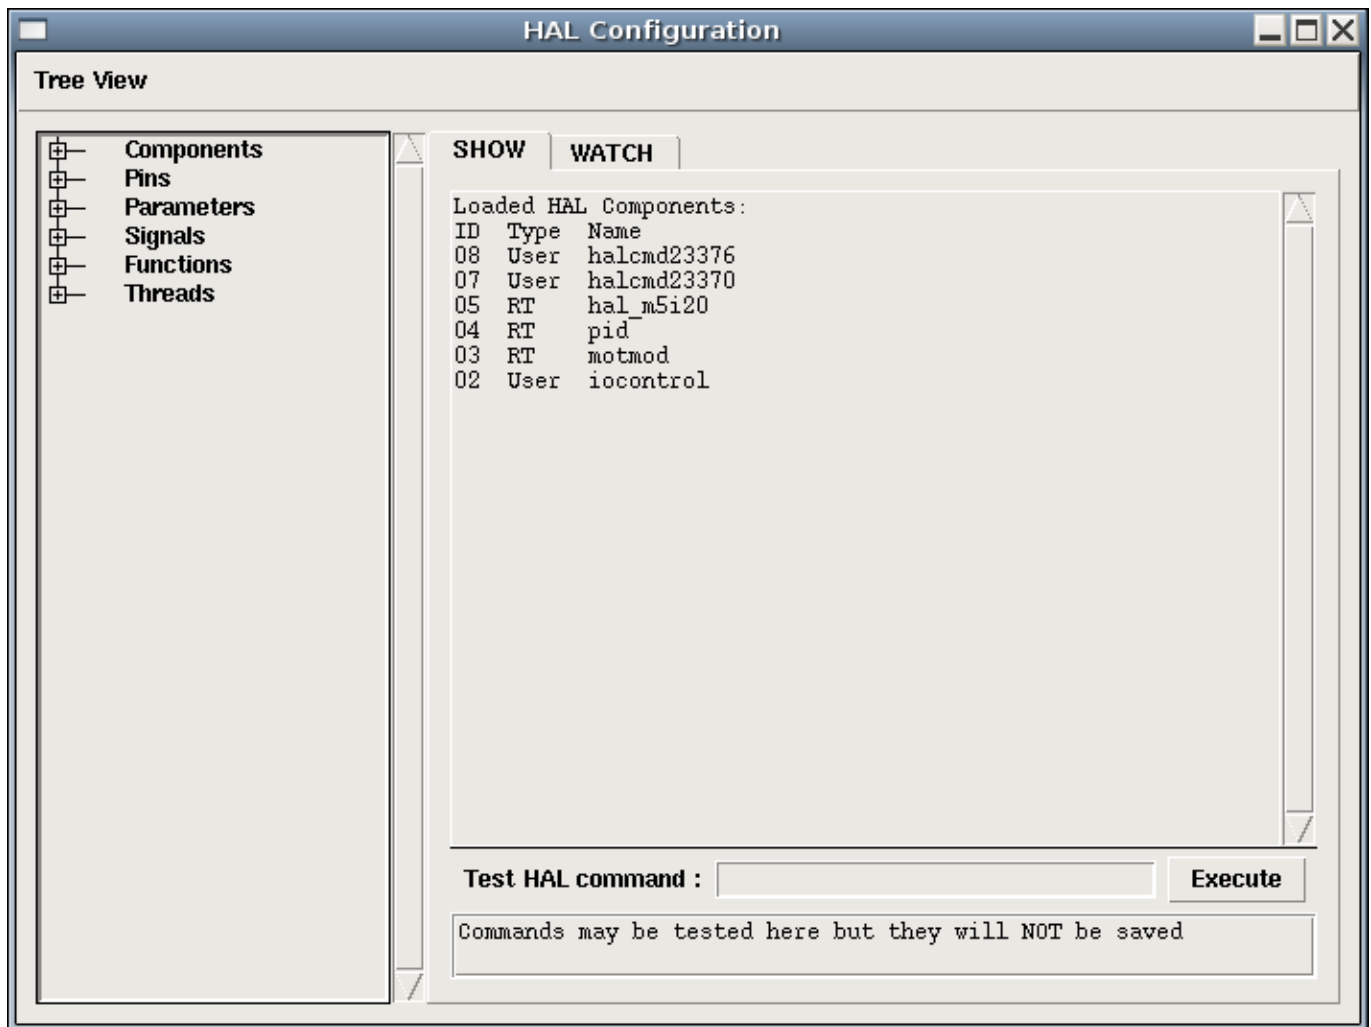 HAL Configuration
Tree View
Components
Pins
Parameters
Signals
Functions
Threads
SHOW WATCH
Loaded HAL Components:
ID Type Name
08 User halcmd23376
07 User halcmd23370
05 RT hal_m5i20
04 RT pid
03 RT motmod
02 User iocontrol
Test HAL command : Execute
Commands may be tested here but they will NOT be saved